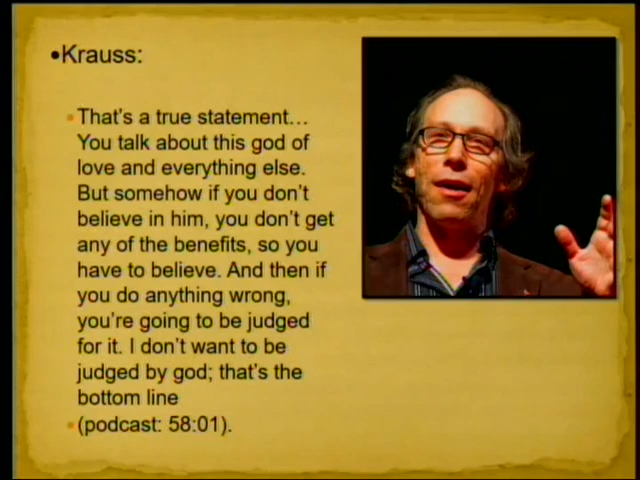 •Krauss:
•That's a true statement…
You talk about this god of
love and everything else.
But somehow if you don't
believe in him, you don't get
any of the benefits, so you
have to believe. And then if
you do anything wrong,
you're going to be judged
for it. I don't want to be
judged by god; that's the
bottom line
•(podcast: 58:01).